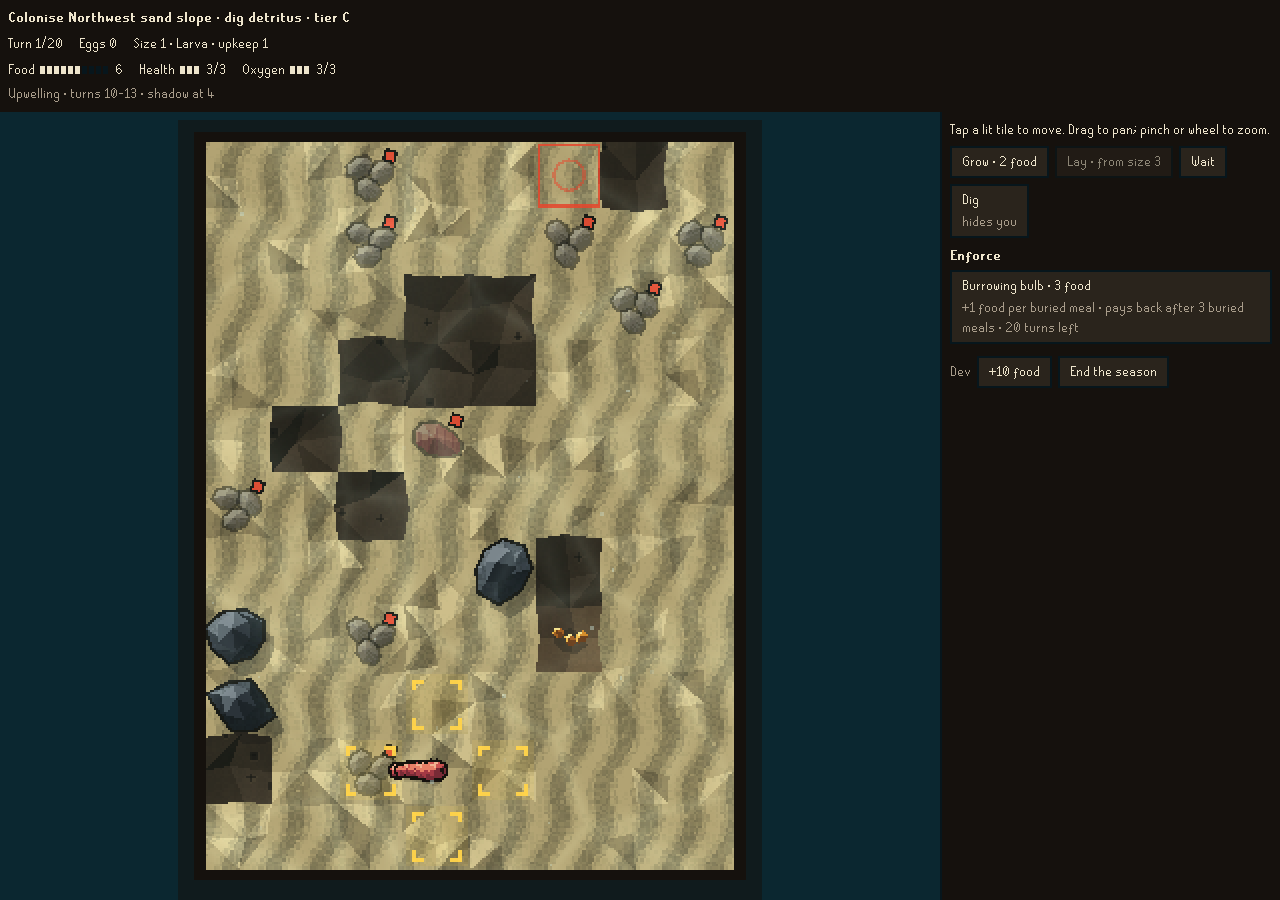 Colonise Northwest sand slope · dig detritus · tier C
Turn 1/20 Eggs 0 Size 1 · Larva · upkeep 1
Food 6 Health 3/3 Oxygen 3/3
Upwelling · turns 10-13 · shadow at 4
Tap a lit tile to move. Drag to pan; pinch or wheel to zoom.
Grow · 2 food Lay · from size 3 Wait
Dig
hides you
Enforce
Burrowing bulb · 3 food
+1 food per buried meal · pays back after 3 buried
meals · 20 turns left
Dev +10 food End the season